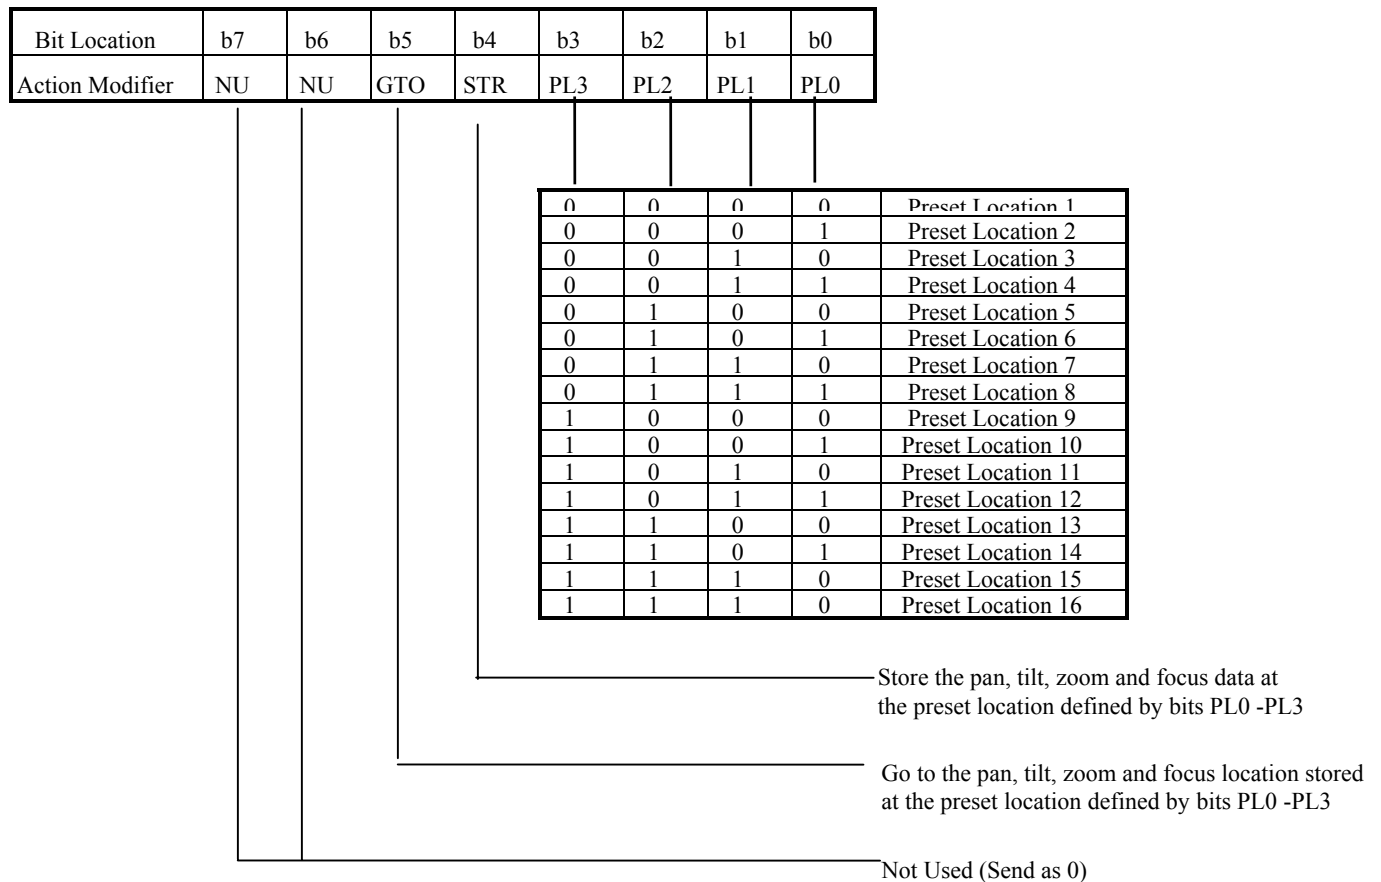 Bit Location b7 b6 b5 b4 b3 b2 b1 b0
Action Modifier NU NU GTO STR PL3 PL2 PL1 PL0
0 0 0 0 Preset Location 1
0 0 0 1 Preset Location 2
0 0 1 0 Preset Location 3
0 0 1 1 Preset Location 4
0 1 0 0 Preset Location 5
0 1 0 1 Preset Location 6
0 1 1 0 Preset Location 7
0 1 1 1 Preset Location 8
1 0 0 0 Preset Location 9
1 0 0 1 Preset Location 10
1 0 1 0 Preset Location 11
1 0 1 1 Preset Location 12
1 1 0 0 Preset Location 13
1 1 0 1 Preset Location 14
1 1 1 0 Preset Location 15
1 1 1 0 Preset Location 16
Store the pan, tilt, zoom and focus data at
the preset location defined by bits PL0 -PL3
Go to the pan, tilt, zoom and focus location stored
at the preset location defined by bits PL0 -PL3
Not Used (Send as 0)